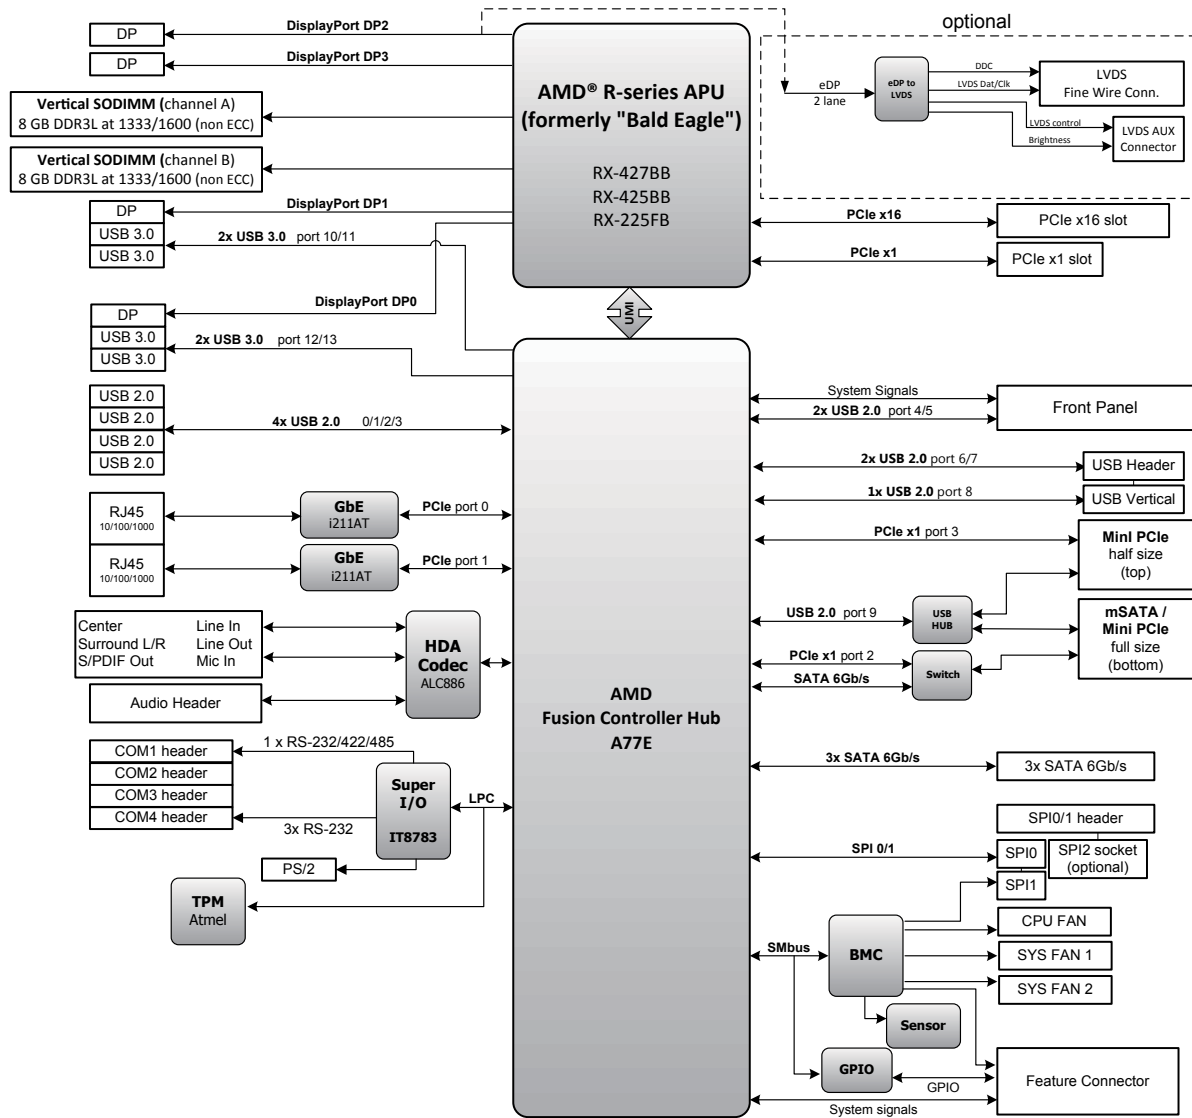 optional
DP
DisplayPort DP2
DP
DisplayPort DP3
Vertical SODIMM (channel A)
8 GB DDR3L at 1333/1600 (non ECC)
Vertical SODIMM (channel B)
8 GB DDR3L at 1333/1600 (non ECC)
AMD® R-series APU
(formerly "Bald Eagle")
RX-427BB
RX-425BB
RX-225FB
eDP
2 lane
eDP to
LVDS
DDC
LVDS Dat/Clk
LVDS control
Brightness
LVDS
Fine Wire Conn.
LVDS AUX
Connector
DP
USB 3.0
USB 3.0
DisplayPort DP1
2x USB 3.0 port 10/11
PCIe x16
PCIe x16 slot
PCIe x1
PCIe x1 slot
UMI
DP
USB 3.0
USB 3.0
DisplayPort DP0
2x USB 3.0 port 12/13
USB 2.0
USB 2.0
USB 2.0
USB 2.0
4x USB 2.0 0/1/2/3
System Signals
2x USB 2.0 port 4/5
Front Panel
2x USB 2.0 port 6/7
USB Header
1x USB 2.0 port 8
USB Vertical
RJ45
10/100/1000
GbE
i211AT
PCIe port 0
RJ45
10/100/1000
GbE
i211AT
PCIe port 1
PCIe x1 port 3
MinI PCIe
half size
(top)
USB 2.0 port 9
USB
HUB
mSATA /
Mini PCIe
full size
(bottom)
PCIe x1 port 2
SATA 6Gb/s
Switch
Center Line In
Surround L/R Line Out
S/PDIF Out Mic In
Audio Header
HDA
Codec
ALC886
AMD
Fusion Controller Hub
A77E
COM1 header
COM2 header
COM3 header
COM4 header
1 x RS-232/422/485
3x RS-232
Super
I/O
IT8783
LPC
PS/2
TPM
Atmel
3x SATA 6Gb/s
3x SATA 6Gb/s
SPI0/1 header
SPI 0/1
SPI0
SPI1
SPI2 socket
(optional)
SMbus
BMC
CPU FAN
SYS FAN 1
SYS FAN 2
Sensor
GPIO
GPIO
Feature Connector
System signals